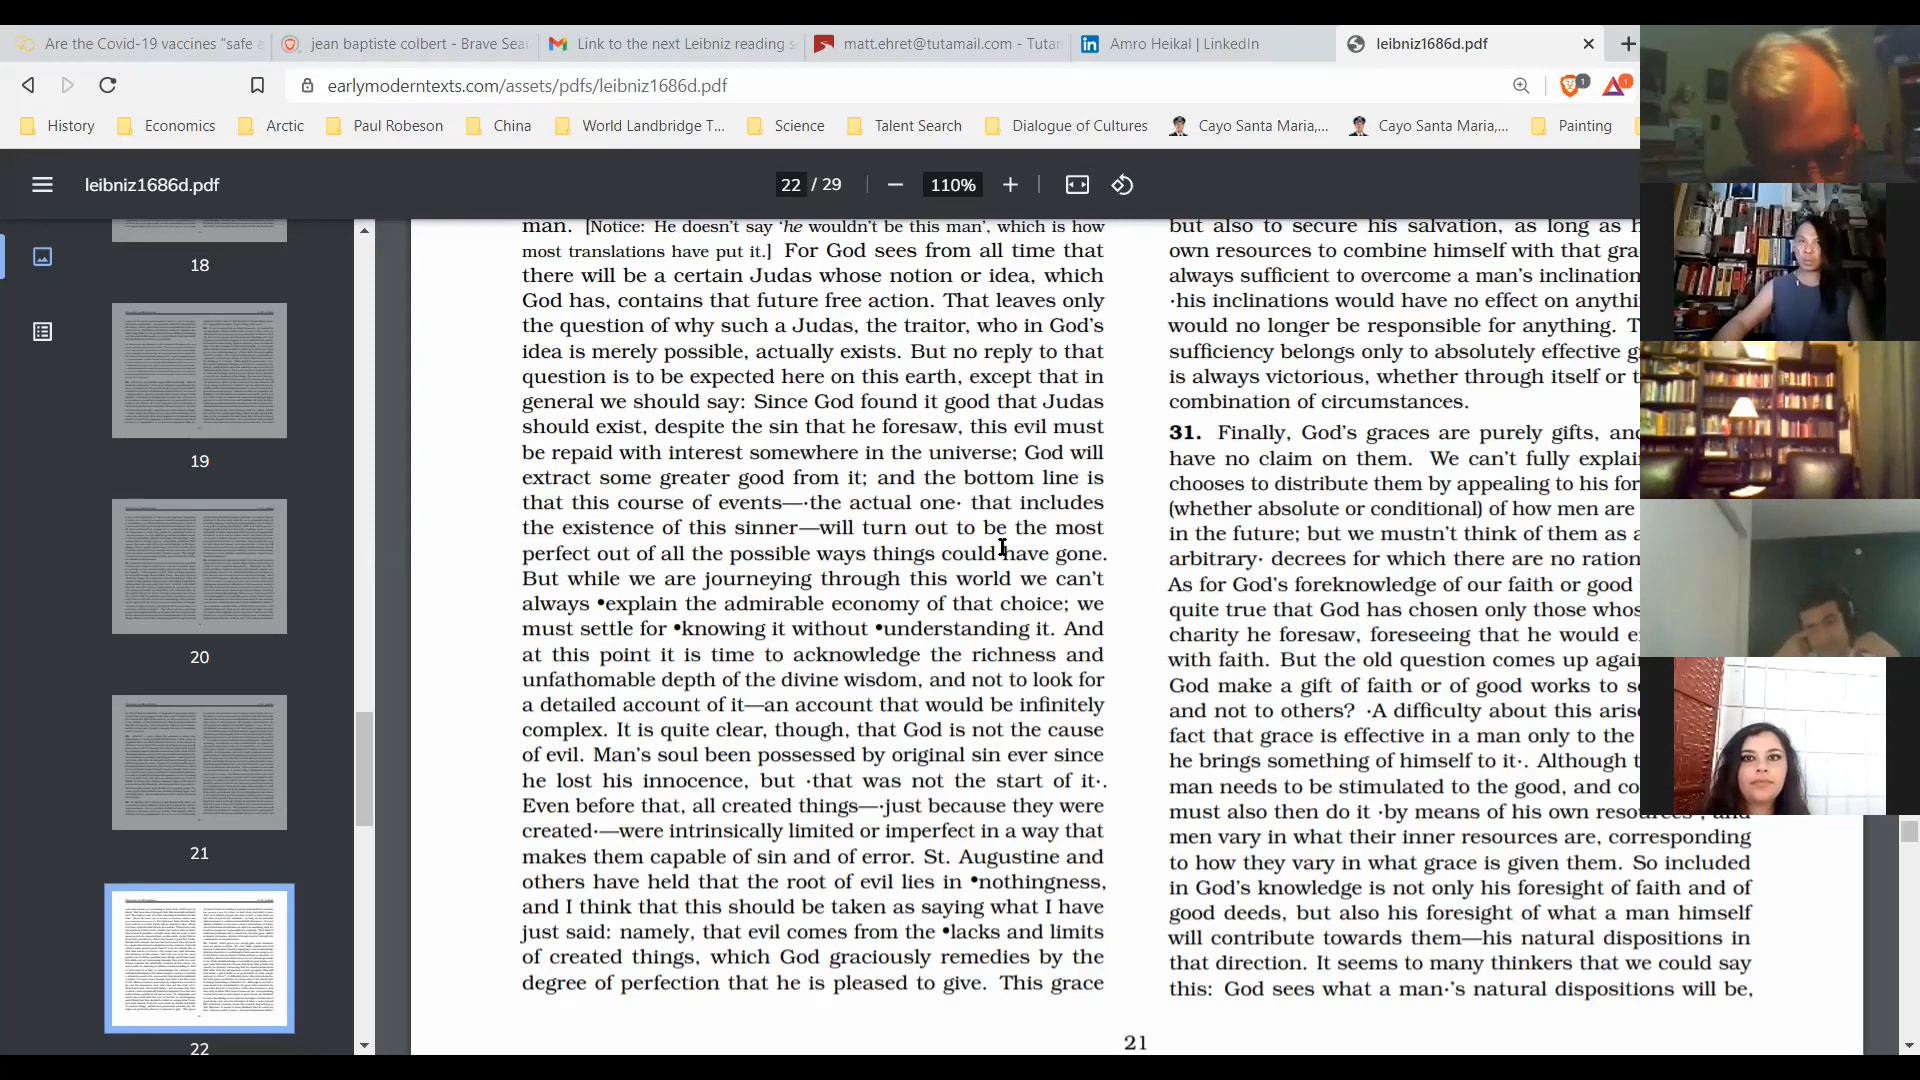 Are the Covid-19 vaccines "safe a
jean baptiste colbert - Brave Sear
Link to the next Leibniz reading s
matt.ehret@tutamail.com - Tutan
Amro Heikal | LinkedIn
leibniz1686d.pdf
earlymoderntexts.com/assets/pdfs/leibniz1686d.pdf
1
1
History
Economics
Arctic
Paul Robeson
China
World Landbridge T...
Science
Talent Search
Dialogue of Cultures
Cayo Santa Maria,...
Cayo Santa Maria,...
Painting
leibniz1686d.pdf
22 / 29
110%
18
19
20
21
22
man. [Notice: He doesn't say 'he wouldn't be this man', which is how
most translations have put it.] For God sees from all time that
there will be a certain Judas whose notion or idea, which
God has, contains that future free action. That leaves only
the question of why such a Judas, the traitor, who in God's
idea is merely possible, actually exists. But no reply to that
question is to be expected here on this earth, except that in
general we should say: Since God found it good that Judas
should exist, despite the sin that he foresaw, this evil must
be repaid with interest somewhere in the universe; God will
extract some greater good from it; and the bottom line is
that this course of events—·the actual one· that includes
the existence of this sinner—will turn out to be the most
perfect out of all the possible ways things could have gone.
But while we are journeying through this world we can't
always •explain the admirable economy of that choice; we
must settle for •knowing it without •understanding it. And
at this point it is time to acknowledge the richness and
unfathomable depth of the divine wisdom, and not to look for
a detailed account of it—an account that would be infinitely
complex. It is quite clear, though, that God is not the cause
of evil. Man's soul been possessed by original sin ever since
he lost his innocence, but ·that was not the start of it·.
Even before that, all created things—·just because they were
created·—were intrinsically limited or imperfect in a way that
makes them capable of sin and of error. St. Augustine and
others have held that the root of evil lies in •nothingness,
and I think that this should be taken as saying what I have
just said: namely, that evil comes from the •lacks and limits
of created things, which God graciously remedies by the
degree of perfection that he is pleased to give. This grace
but also to secure his salvation, as long as h
own resources to combine himself with that gra
always sufficient to overcome a man's inclination
·his inclinations would have no effect on anythi
would no longer be responsible for anything. T
sufficiency belongs only to absolutely effective g
is always victorious, whether through itself or t
combination of circumstances.
31. Finally, God's graces are purely gifts, and
have no claim on them. We can't fully explai
chooses to distribute them by appealing to his for
(whether absolute or conditional) of how men are
in the future; but we mustn't think of them as a
arbitrary· decrees for which there are no ration
As for God's foreknowledge of our faith or good
quite true that God has chosen only those whos
charity he foresaw, foreseeing that he would e
with faith. But the old question comes up agai
God make a gift of faith or of good works to s
and not to others? ·A difficulty about this aris
fact that grace is effective in a man only to the
he brings something of himself to it·. Although t
man needs to be stimulated to the good, and co
must also then do it ·by means of his own resources·, and
men vary in what their inner resources are, corresponding
to how they vary in what grace is given them. So included
in God's knowledge is not only his foresight of faith and of
good deeds, but also his foresight of what a man himself
will contribute towards them—his natural dispositions in
that direction. It seems to many thinkers that we could say
this: God sees what a man·'s natural dispositions will be,
21